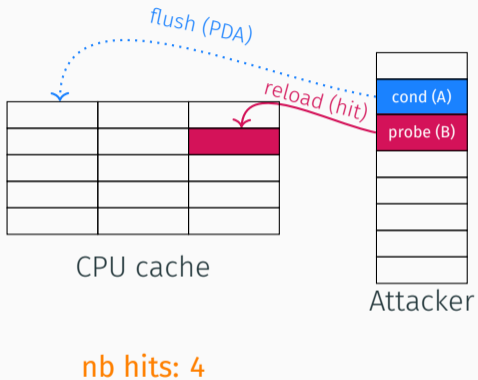 flush (PDA)
reload (hit)
cond (A)
probe (B)
CPU cache
Attacker
nb hits: 4